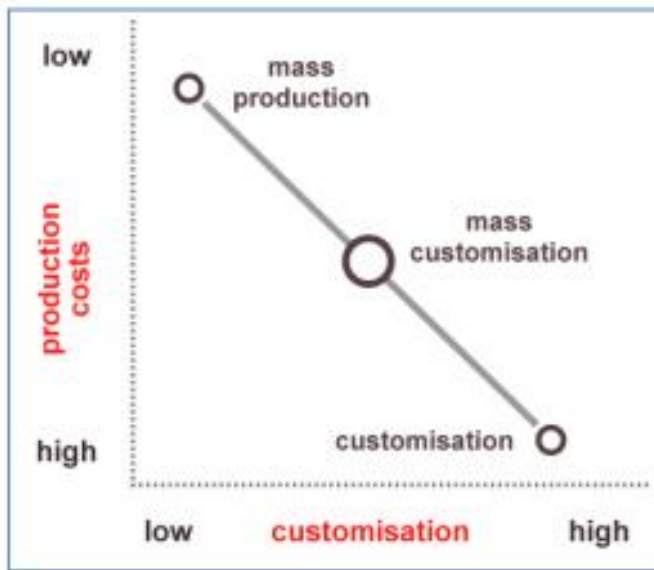 low
mass
production
mass
customisation
production
costs
customisation
high
low
customisation
high